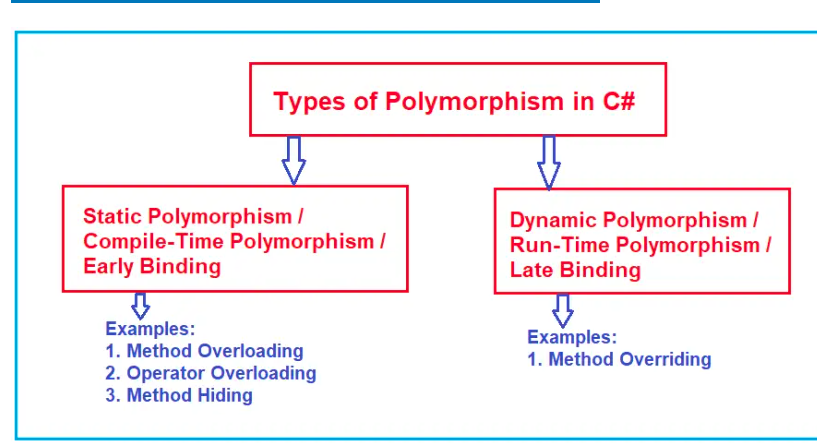 Types of Polymorphism in C#
Static Polymorphism /
Compile-Time Polymorphism /
Early Binding
Examples:
1. Method Overloading
2. Operator Overloading
3. Method Hiding
Dynamic Polymorphism /
Run-Time Polymorphism /
Late Binding
Examples:
1. Method Overriding